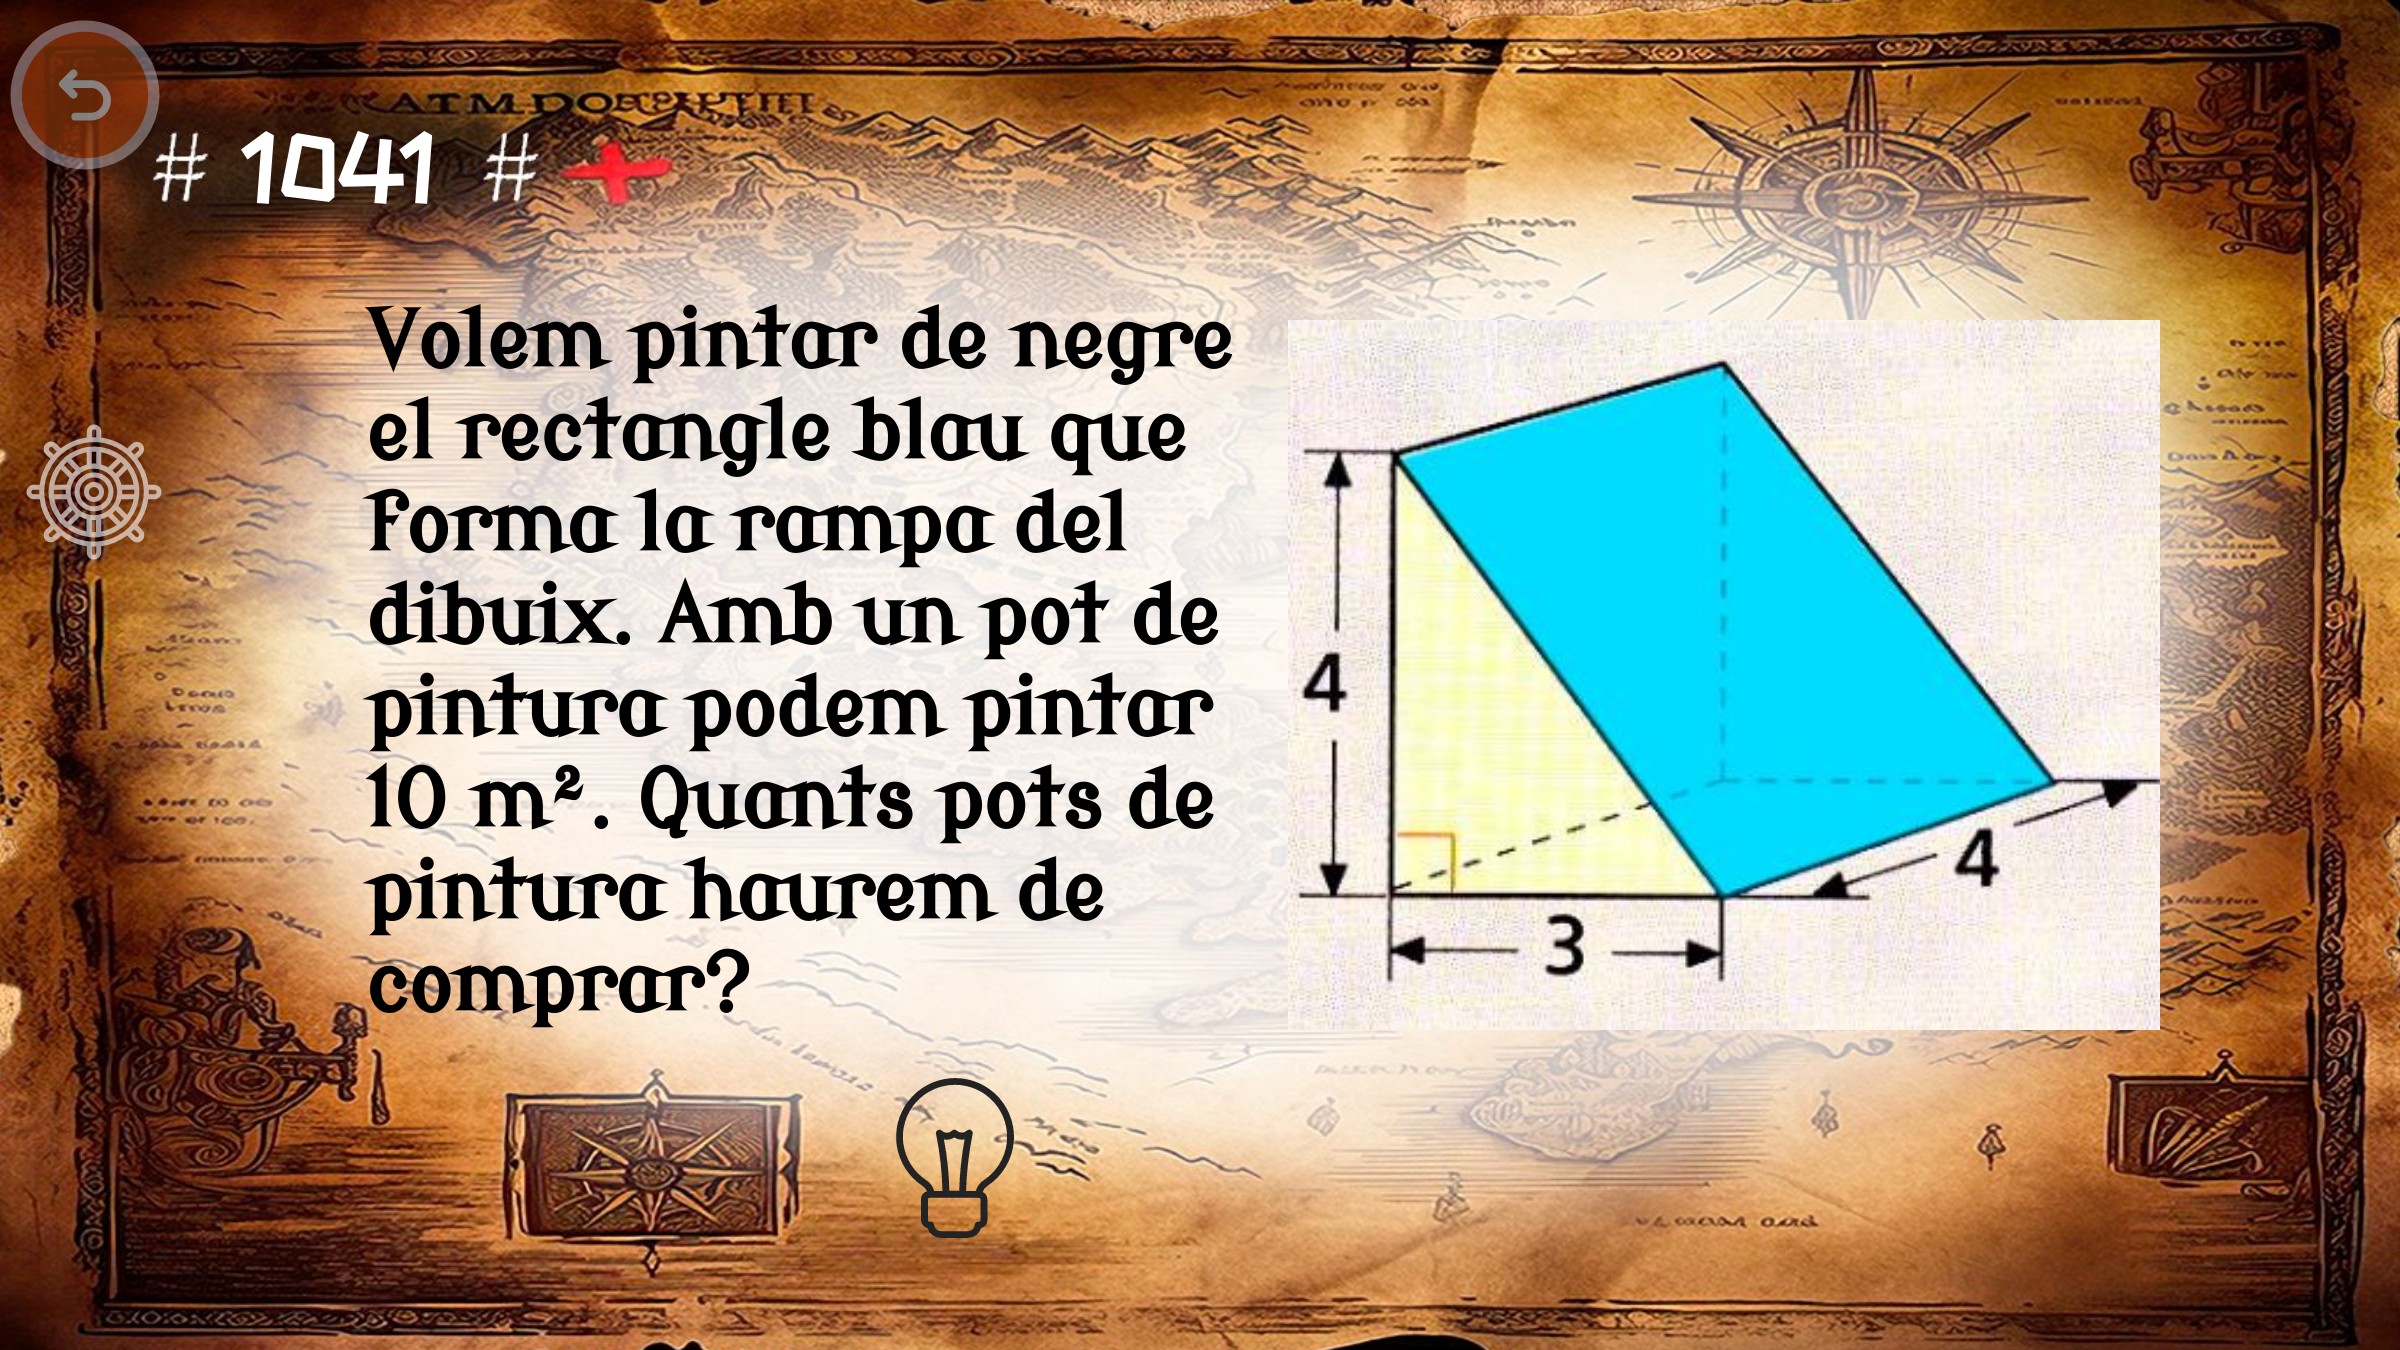 # 1041 #
Volem pintar de negre
el rectangle blau que
forma la rampa del
dibuix. Amb un pot de
pintura podem pintar
10 m². Quants pots de
pintura haurem de
comprar?
4
4
3